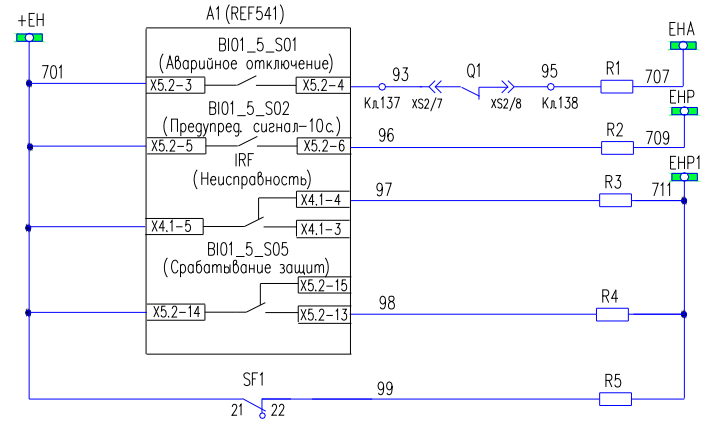 +EH
A1 (REF541)
EHA
BI01_5_S01
(Аварийное отключение)
701
X5.2-3
X5.2-4
93
Q1
95
R1
707
Кл.137
XS2/7
XS2/8
Кл.138
EHP
BI01_5_S02
(Предупред. сигнал-10с.)
X5.2-5
X5.2-6
96
R2
709
IRF
(Неисправность)
EHP1
X4.1-4
97
R3
711
X4.1-5
X4.1-3
BI01_5_S05
(Срабатывание защит)
X5.2-15
X5.2-14
X5.2-13
98
R4
SF1
99
R5
21
22